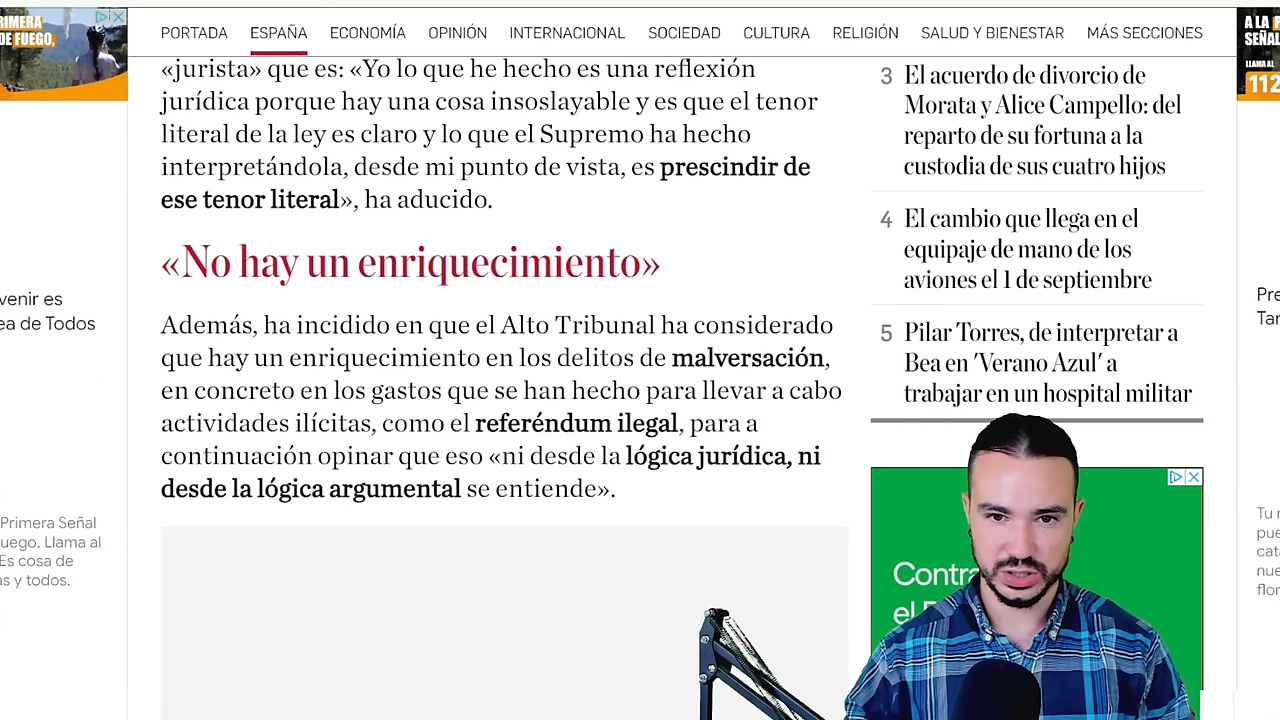 PORTADA ESPAÑA ECONOMÍA OPINIÓN INTERNACIONAL SOCIEDAD CULTURA RELIGIÓN SALUD Y BIENESTAR MÁS SECCIONES
RIMERA
DE FUEGO,
venir es
ea de Todos
Primera Señal
uego, Llama al
Es cosa de
as y todos.
«jurista» que es: «Yo lo que he hecho es una reflexión
jurídica porque hay una cosa insoslayable y es que el tenor
literal de la ley es claro y lo que el Supremo ha hecho
interpretándola, desde mi punto de vista, es prescindir de
ese tenor literal», ha aducido.
«No hay un enriquecimiento»
Además, ha incidido en que el Alto Tribunal ha considerado
que hay un enriquecimiento en los delitos de malversación,
en concreto en los gastos que se han hecho para llevar a cabo
actividades ilícitas, como el referéndum ilegal, para a
continuación opinar que eso «ni desde la lógica jurídica, ni
desde la lógica argumental se entiende».
3 El acuerdo de divorcio de
Morata y Alice Campello: del
reparto de su fortuna a la
custodia de sus cuatro hijos
4 El cambio que llega en el
equipaje de mano de los
aviones el 1 de septiembre
5 Pilar Torres, de interpretar a
Bea en 'Verano Azul' a
trabajar en un hospital militar
Contra
el
A LA P
SEÑAL
LLAMA AL
112
Pre
Tar
Tu r
pue
cat
nue
flor